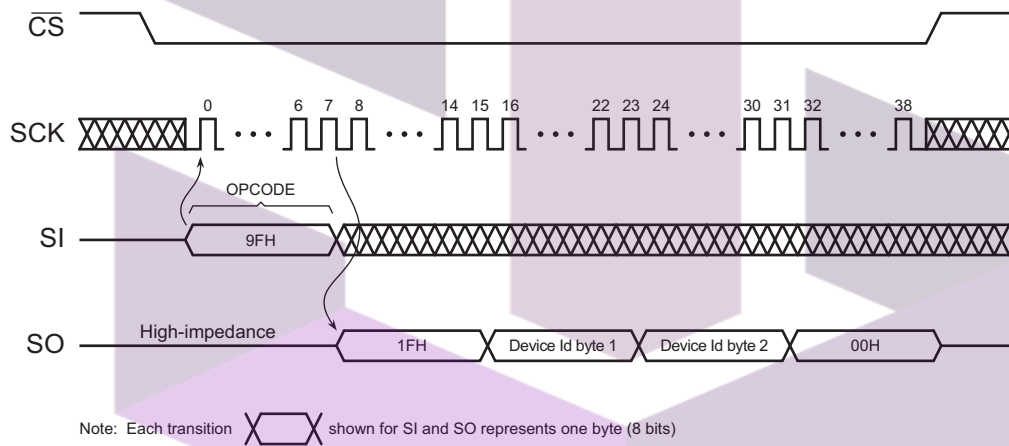 CS
SCK
0 6 7 8 14 15 16 22 23 24 30 31 32 38
OPCODE
SI
9FH
High-impedance
SO
1FH Device Id byte 1 Device Id byte 2 00H
Note: Each transition shown for SI and SO represents one byte (8 bits)